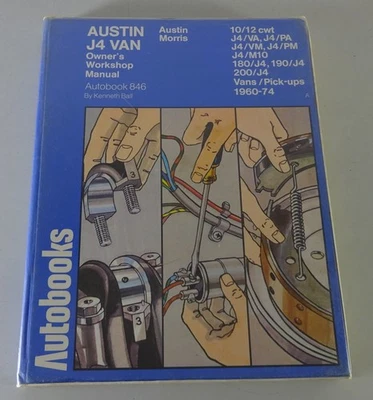 AUSTIN
J4 VAN
Owner's
Workshop
Manual
Autobook 846
By Kenneth Ball
Austin
Morris
10/12 cwt
J4/VA, J4/PA
J4/VM, J4/PM
J4/M10
180/J4, 190/J4
200/J4
Vans/Pick-ups
1960-74
A
3
3
Autobooks